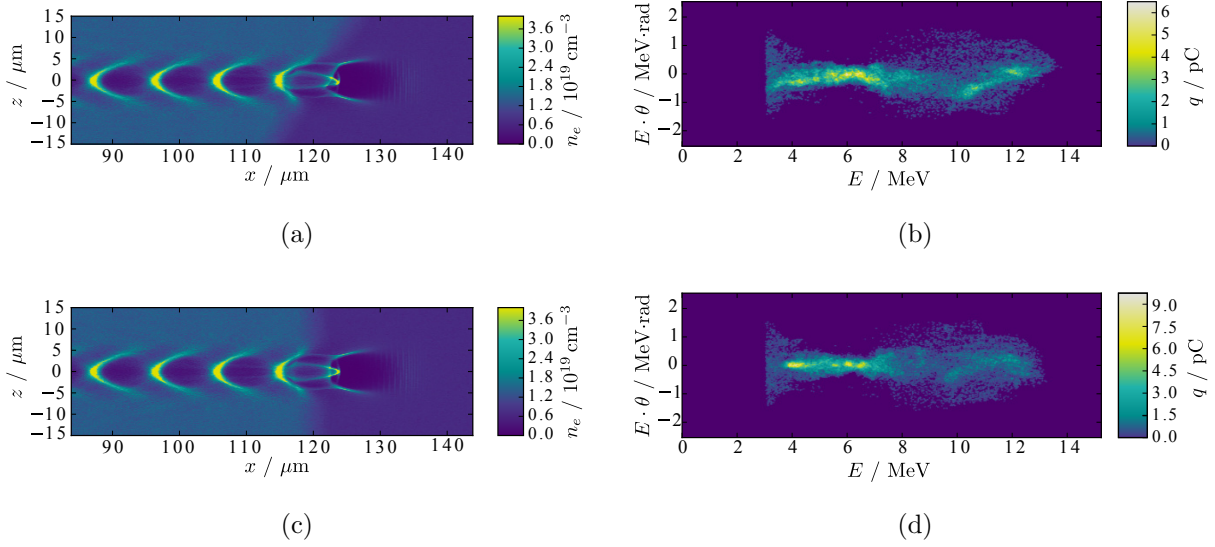 15
10
5
0
−5
−10
−15
z / μm
90 100 110 120 130 140
x / μm
3.6
3.0
2.4
1.8
1.2
0.6
0.0
n_e / 10^19 cm^−3
(a)
2
1
0
−1
−2
E · θ / MeV·rad
0 2 4 6 8 10 12 14
E / MeV
6
5
4
3
2
1
0
q / pC
(b)
15
10
5
0
−5
−10
−15
z / μm
90 100 110 120 130 140
x / μm
3.6
3.0
2.4
1.8
1.2
0.6
0.0
n_e / 10^19 cm^−3
(c)
2
1
0
−1
−2
E · θ / MeV·rad
0 2 4 6 8 10 12 14
E / MeV
9.0
7.5
6.0
4.5
3.0
1.5
0.0
q / pC
(d)